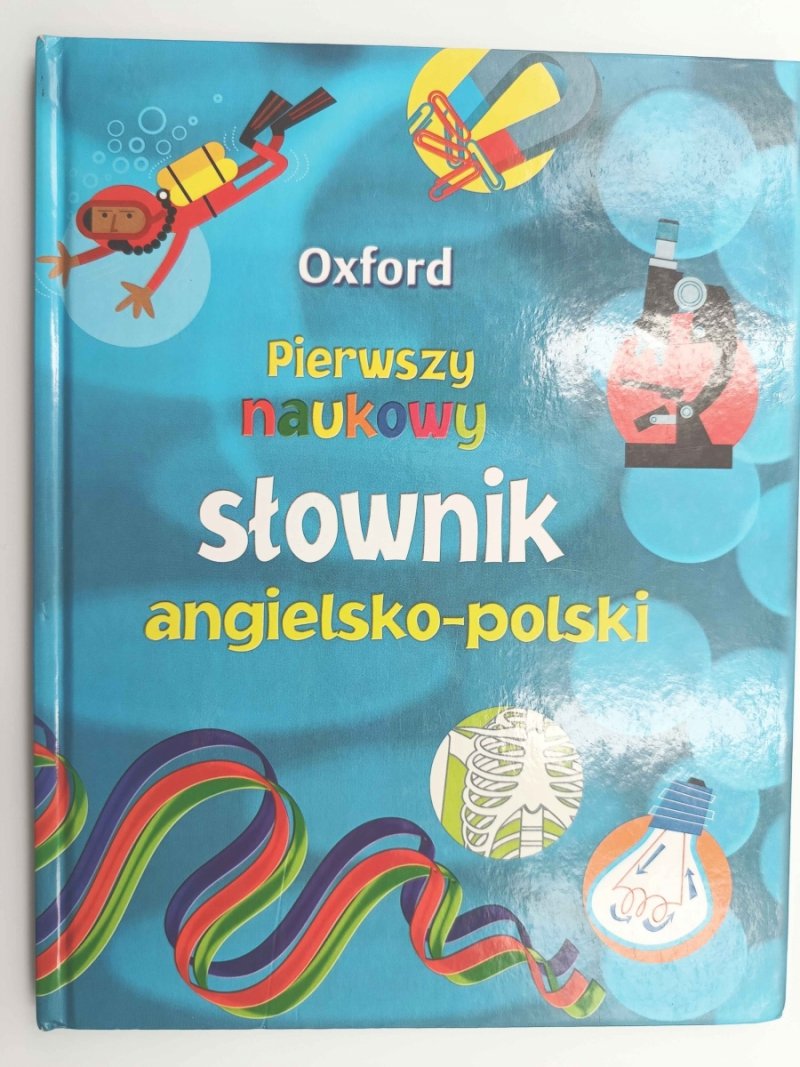 Oxford
Pierwszy
naukowy
słownik
angielsko-polski